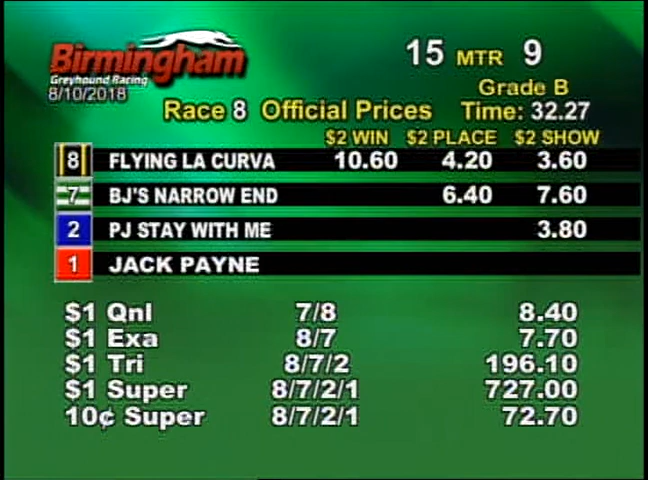 Birmingham
Greyhound Racing
8/10/2018
15 MTR 9
Grade B
Race 8 Official Prices Time: 32.27
$2 WIN $2 PLACE $2 SHOW
8 FLYING LA CURVA 10.60 4.20 3.60
7 BJ'S NARROW END 6.40 7.60
2 PJ STAY WITH ME 3.80
1 JACK PAYNE
$1 Qnl 7/8 8.40
$1 Exa 8/7 7.70
$1 Tri 8/7/2 196.10
$1 Super 8/7/2/1 727.00
10¢ Super 8/7/2/1 72.70